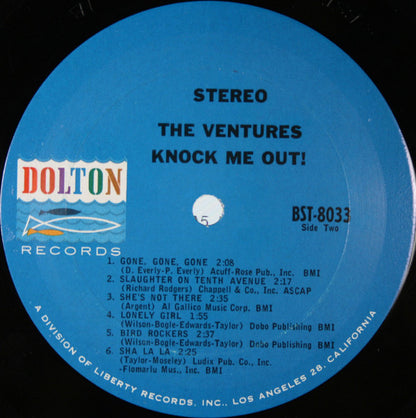 STEREO
THE VENTURES
KNOCK ME OUT!
DOLTON
RECORDS
5
BST-8033
Side Two
1. GONE, GONE, GONE 2:08
(D. Everly-P. Everly) Acuff-Rose Pub., Inc. BMI
2. SLAUGHTER ON TENTH AVENUE 2:17
(Richard Rodgers) Chappell & Co., Inc. ASCAP
3. SHE'S NOT THERE 2:35
(Argent) Al Gallico Music Corp. BMI
4. LONELY GIRL 1:55
(Wilson-Bogle-Edwards-Taylor) Dobo Publishing BMI
5. BIRD ROCKERS 2:37
(Wilson-Bogle-Edwards-Taylor) Dobo Publishing BMI
6. SHA LA LA 2:25
(Taylor-Moseley) Ludix Pub. Co., Inc.
-Flomarlu Mus., Inc. BMI
A DIVISION OF LIBERTY RECORDS, INC., LOS ANGELES 28, CALIFORNIA